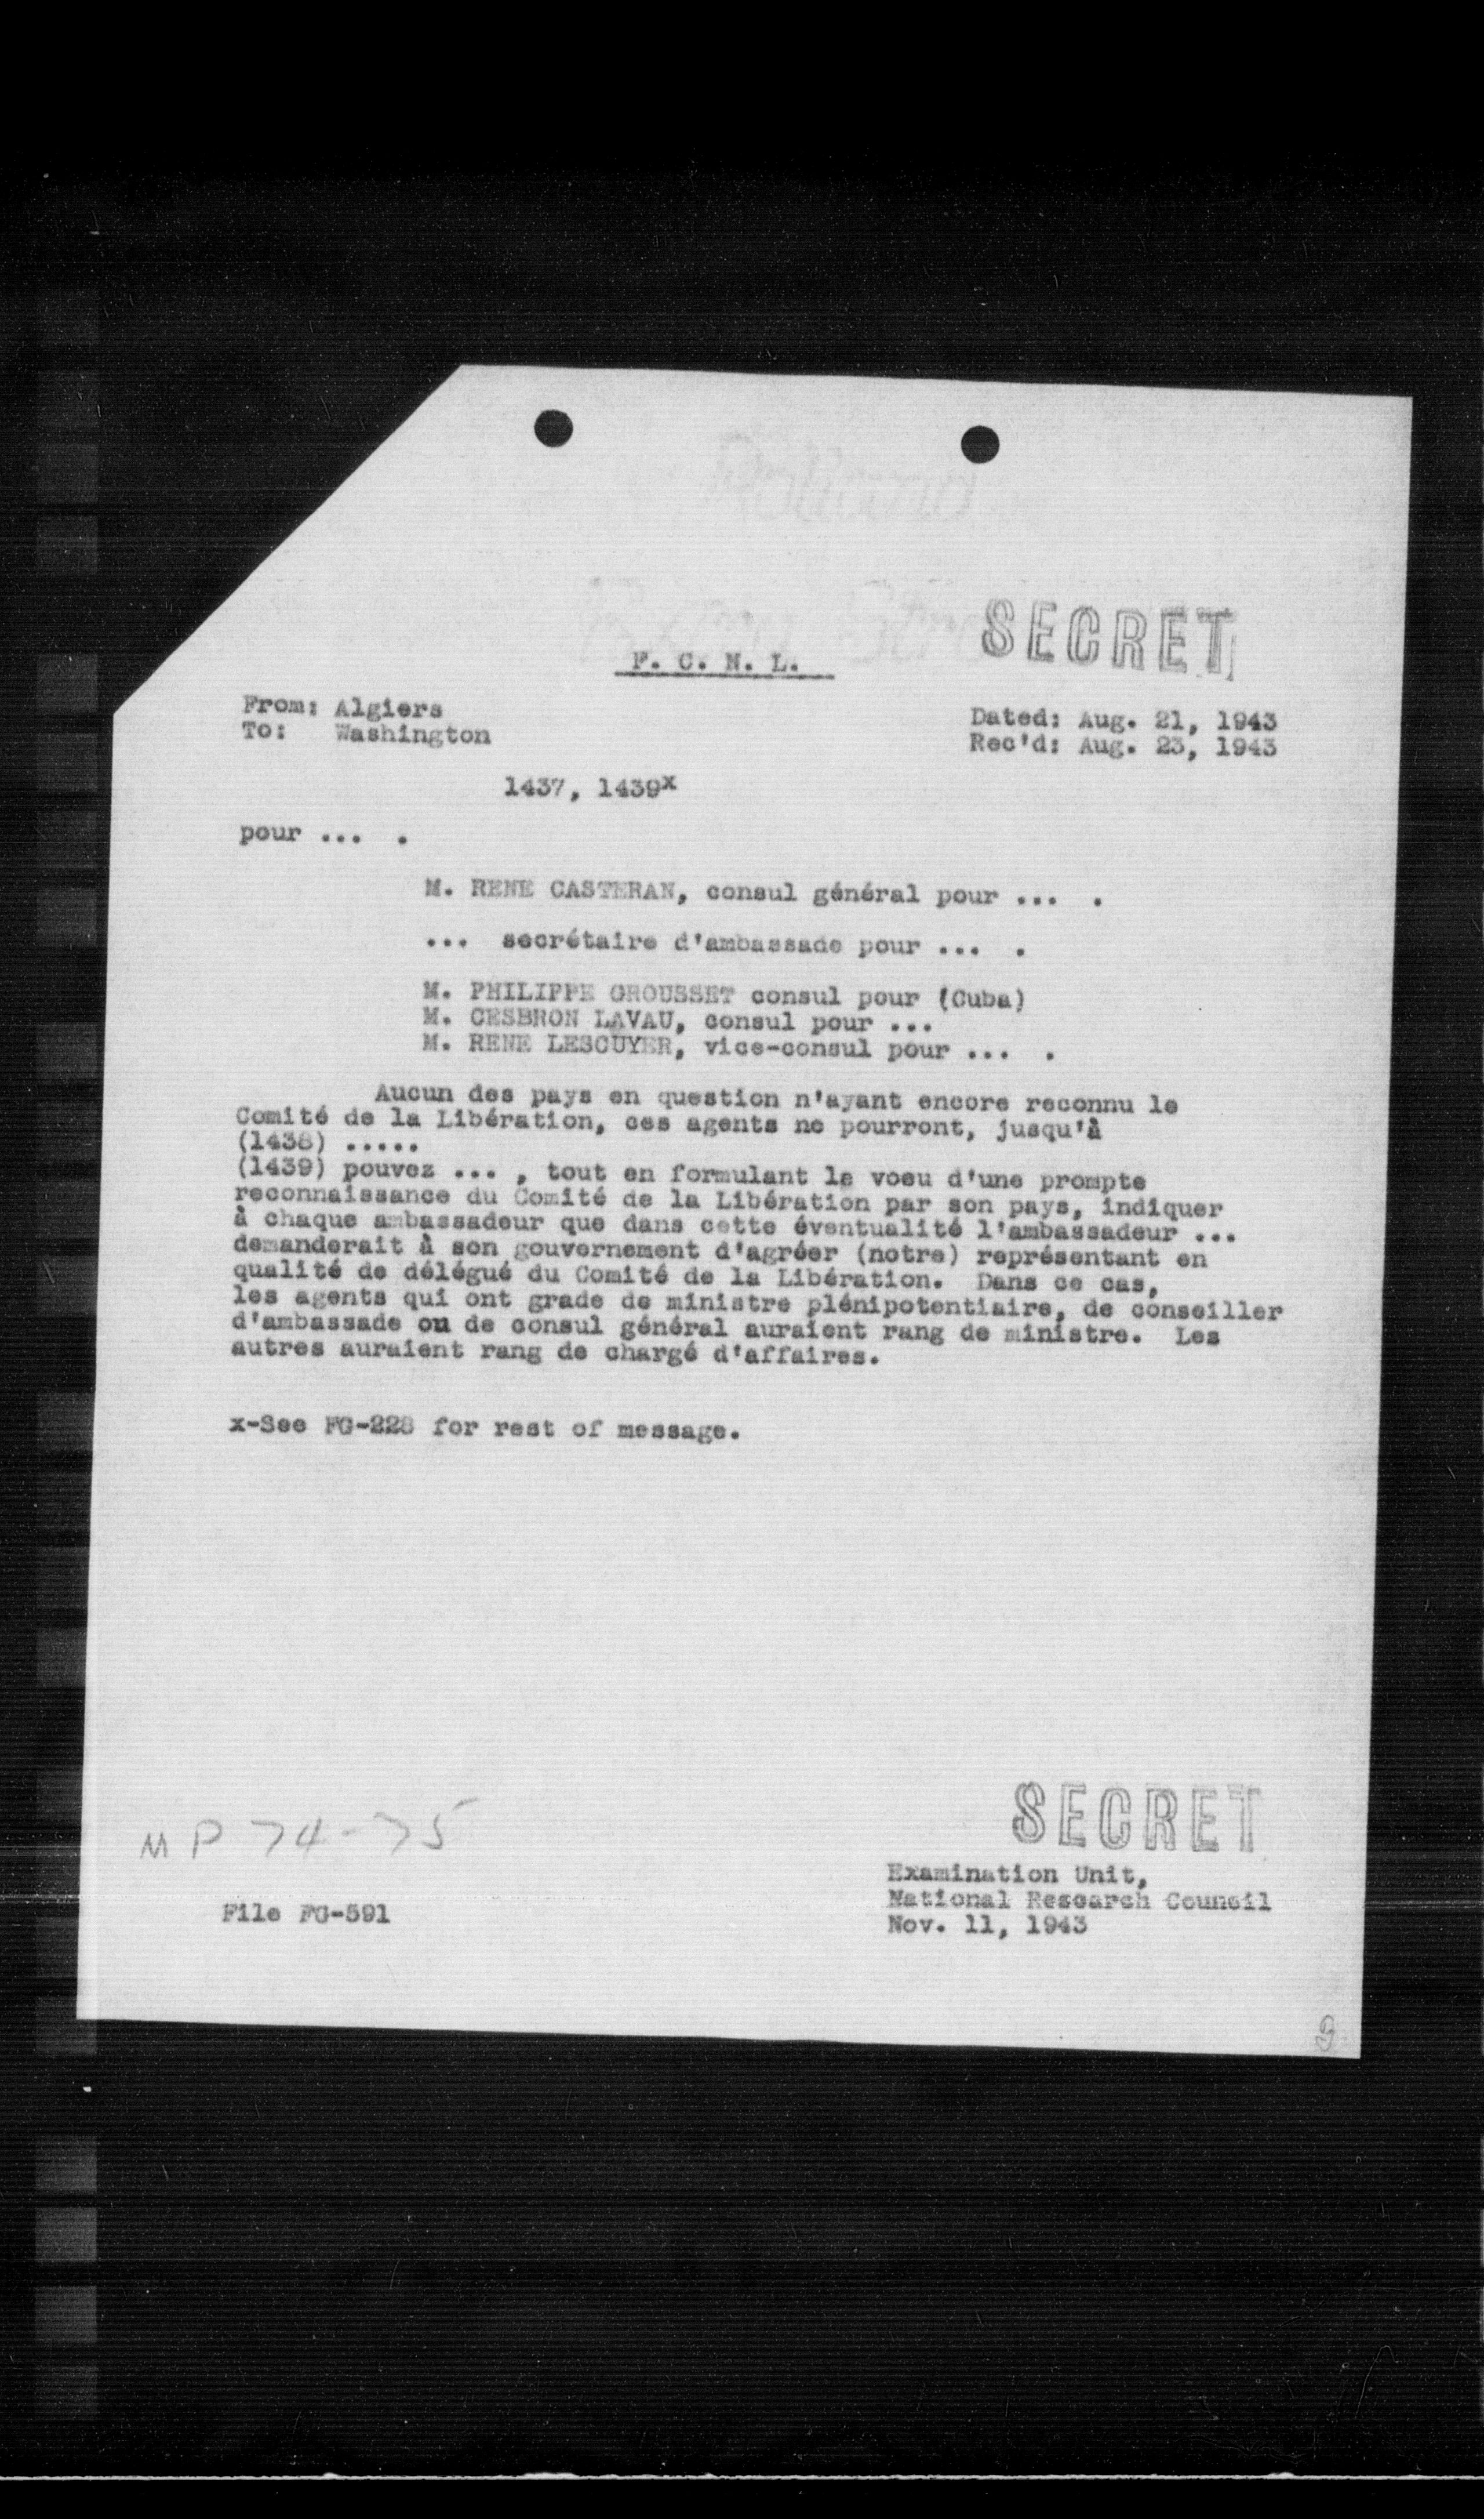 SECRET
F. C. N. L.
From: Algiers
To: Washington
Dated: Aug. 21, 1943
Rec'd: Aug. 23, 1943
1437, 1439x
pour ... .
M. RENE CASTERAN, consul général pour ... .
... secrétaire d'ambassade pour ... .
M. PHILIPPE GROUSSET consul pour (Cuba)
M. CESBRON LAVAU, consul pour ...
M. RENE LESCUYER, vice-consul pour ... .
Aucun des pays en question n'ayant encore reconnu le
Comité de la Libération, ces agents ne pourront, jusqu'à
(1438) .....
(1439) pouvez ... , tout en formulant le voeu d'une prompte
reconnaissance du Comité de la Libération par son pays, indiquer
à chaque ambassadeur que dans cette éventualité l'ambassadeur ...
demanderait à son gouvernement d'agréer (notre) représentant en
qualité de délégué du Comité de la Libération. Dans ce cas,
les agents qui ont grade de ministre plénipotentiaire, de conseiller
d'ambassade ou de consul général auraient rang de ministre. Les
autres auraient rang de chargé d'affaires.
x-See FG-228 for rest of message.
MP 74-75
SECRET
Examination Unit,
National Research Council
Nov. 11, 1943
File FG-591